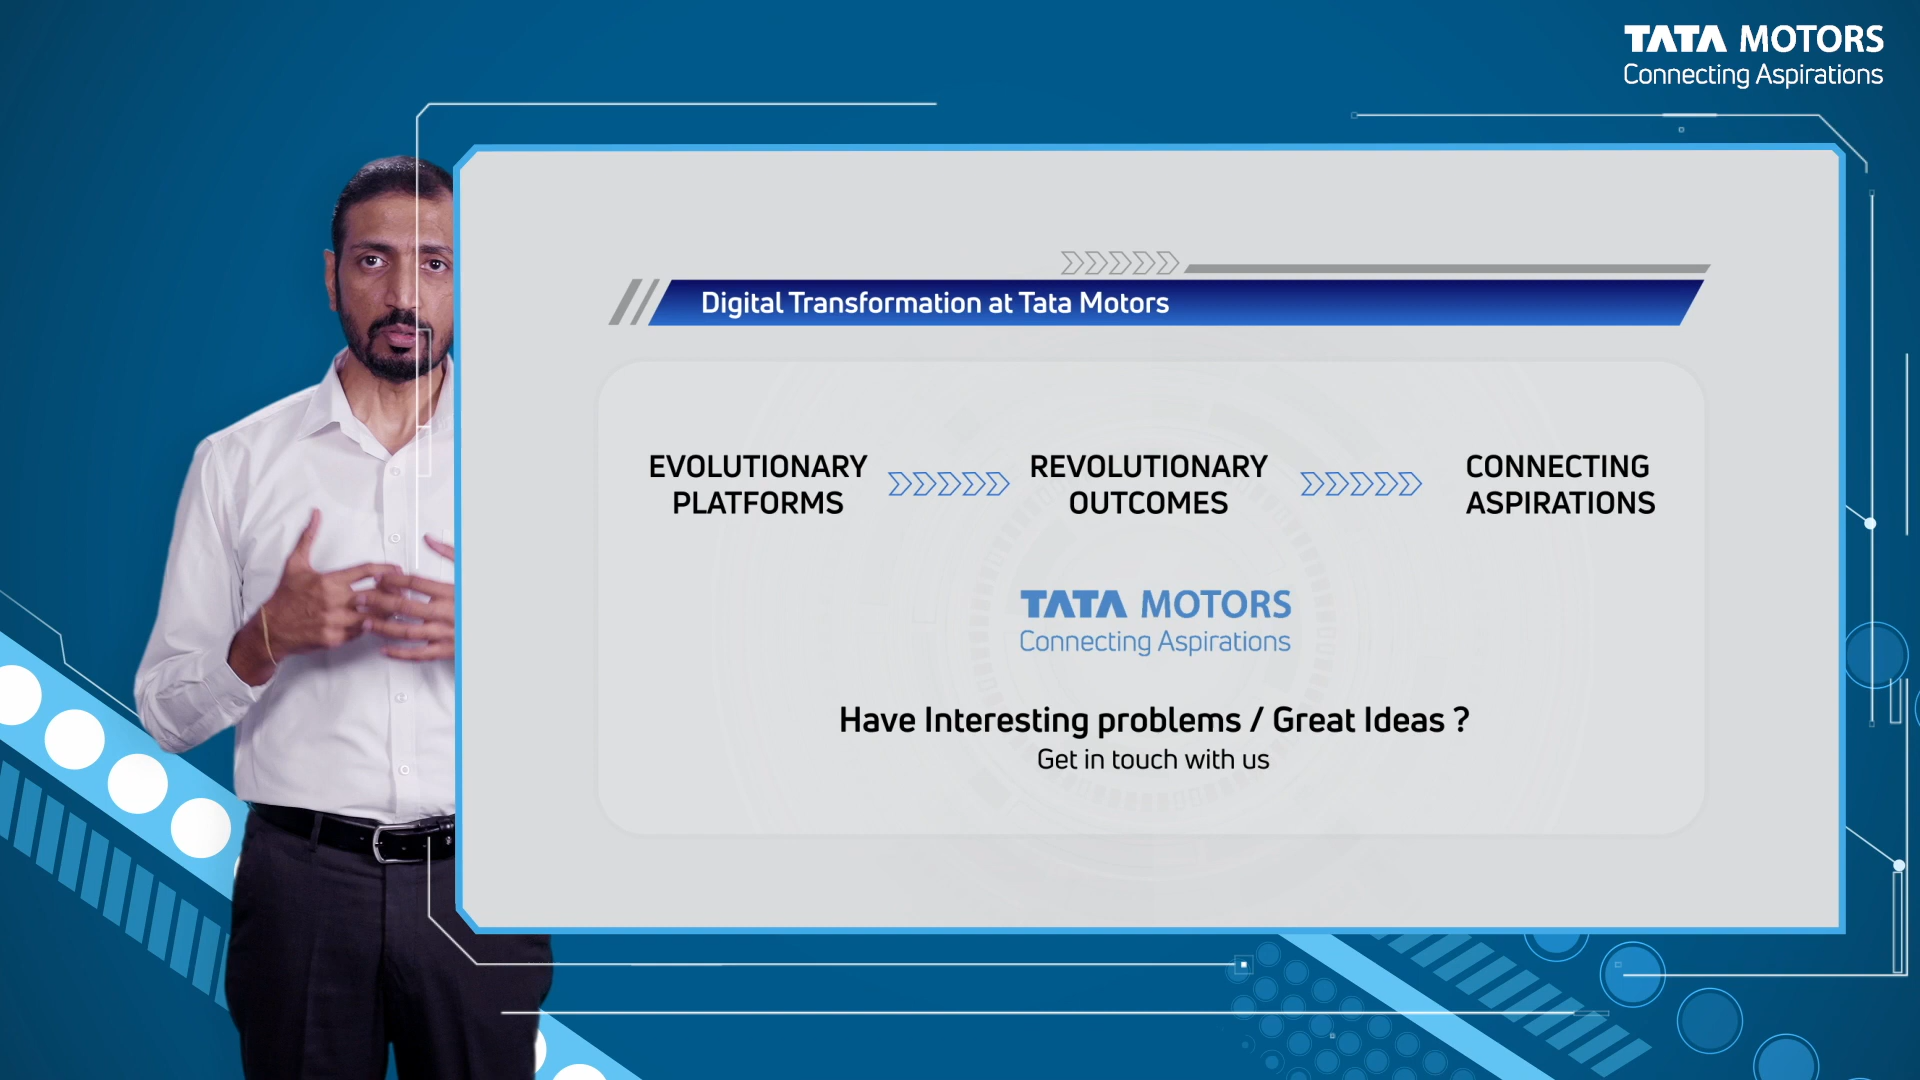 TATA MOTORS
Connecting Aspirations
Digital Transformation at Tata Motors
EVOLUTIONARY
PLATFORMS
REVOLUTIONARY
OUTCOMES
CONNECTING
ASPIRATIONS
TATA MOTORS
Connecting Aspirations
Have Interesting problems / Great Ideas ?
Get in touch with us